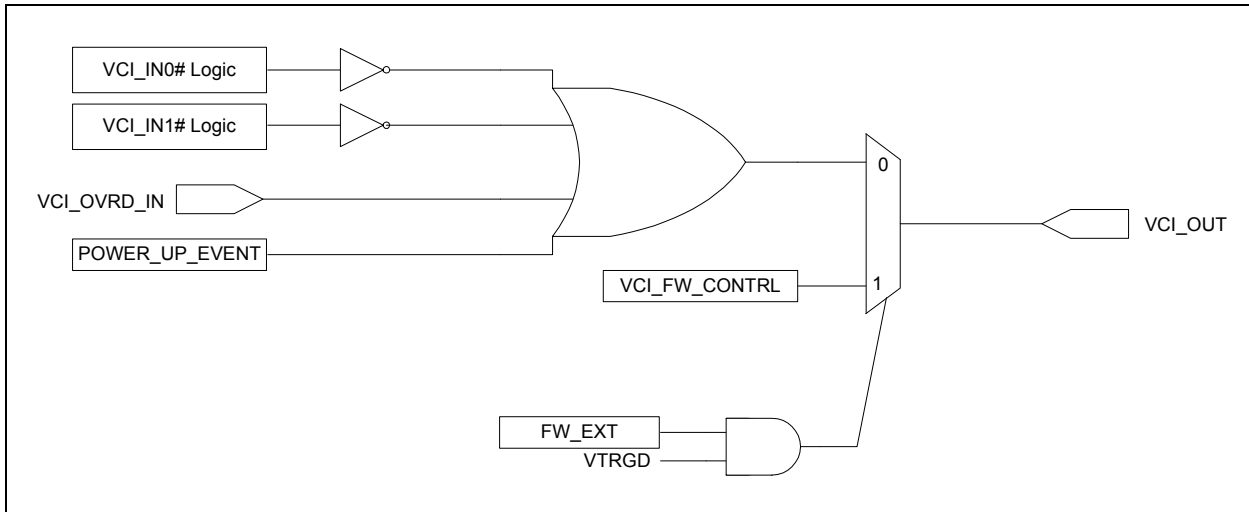 VCI_IN0# Logic
VCI_IN1# Logic
VCI_OVRD_IN
POWER_UP_EVENT
0
VCI_OUT
VCI_FW_CONTRL
1
FW_EXT
VTRGD